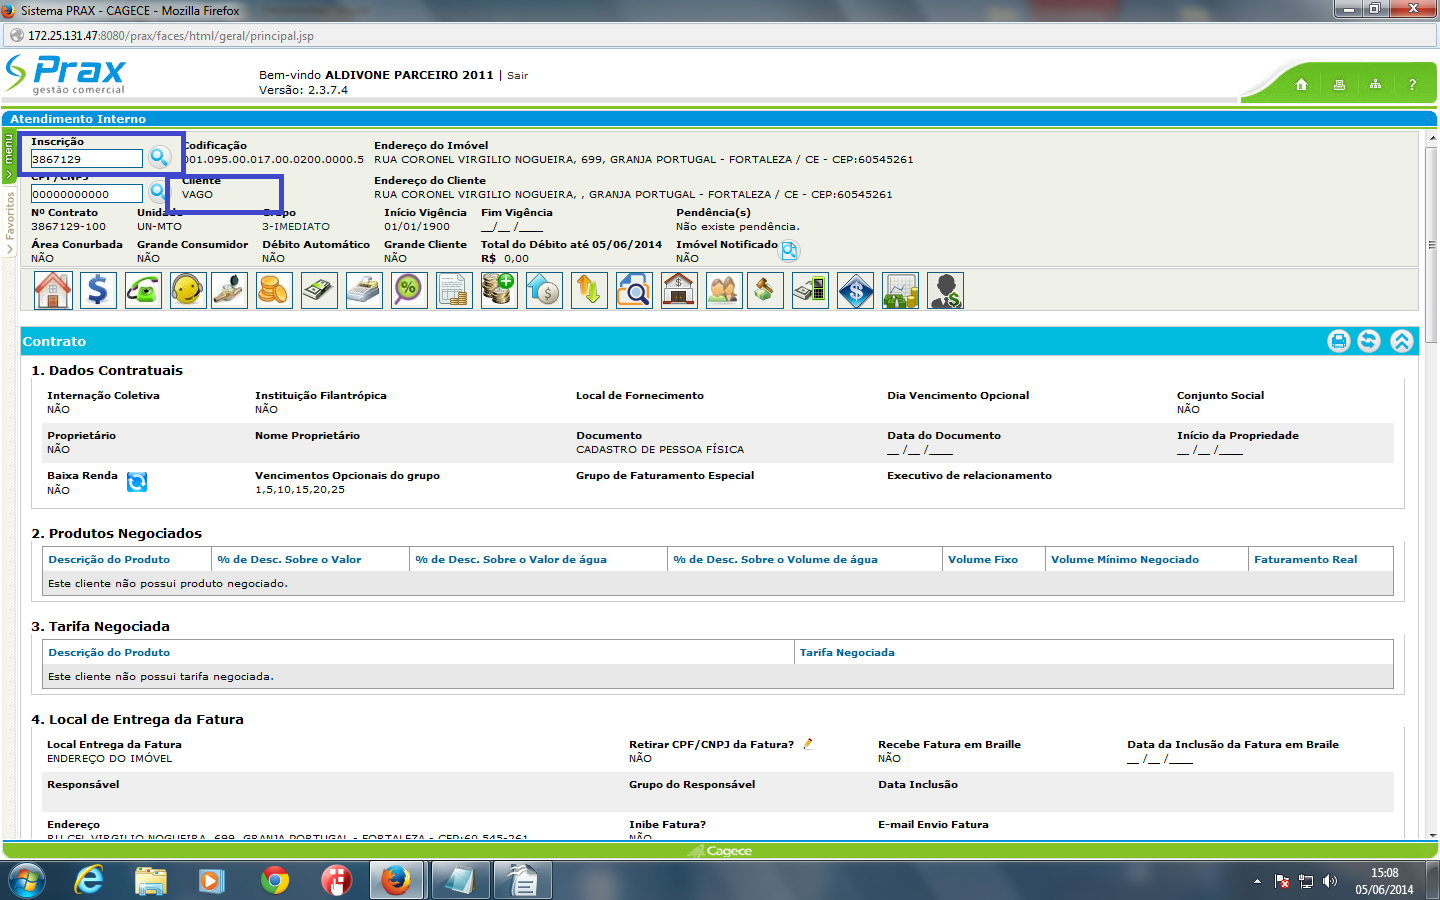 Sistema PRAX - CAGECE - Mozilla Firefox
172.25.131.47:8080/prax/faces/html/geral/principal.jsp
Prax
gestão comercial
Bem-vindo ALDIVONE PARCEIRO 2011 | Sair
Versão: 2.3.7.4
?
Atendimento Interno
menu
Favoritos
Inscrição Codificação Endereço do Imóvel
3867129 001.095.00.017.00.0200.0000.5 RUA CORONEL VIRGILIO NOGUEIRA, 699, GRANJA PORTUGAL - FORTALEZA / CE - CEP:60545261
CPF/CNPJ Cliente Endereço do Cliente
00000000000 VAGO RUA CORONEL VIRGILIO NOGUEIRA, , GRANJA PORTUGAL - FORTALEZA / CE - CEP:60545261
Nº Contrato Unidade Grupo Início Vigência Fim Vigência Pendência(s)
3867129-100 UN-MTO 3-IMEDIATO 01/01/1900 __/__ /____ Não existe pendência.
Área Conurbada Grande Consumidor Débito Automático Grande Cliente Total do Débito até 05/06/2014 Imóvel Notificado
NÃO NÃO NÃO NÃO R$ 0,00 NÃO
Contrato
1. Dados Contratuais
Internação Coletiva Instituição Filantrópica Local de Fornecimento Dia Vencimento Opcional Conjunto Social
NÃO NÃO NÃO
Proprietário Nome Proprietário Documento Data do Documento Início da Propriedade
NÃO CADASTRO DE PESSOA FÍSICA __ /__ /____ __ /__ /____
Baixa Renda Vencimentos Opcionais do grupo Grupo de Faturamento Especial Executivo de relacionamento
NÃO 1,5,10,15,20,25
2. Produtos Negociados
Descrição do Produto % de Desc. Sobre o Valor % de Desc. Sobre o Valor de água % de Desc. Sobre o Volume de água Volume Fixo Volume Mínimo Negociado Faturamento Real
Este cliente não possui produto negociado.
3. Tarifa Negociada
Descrição do Produto Tarifa Negociada
Este cliente não possui tarifa negociada.
4. Local de Entrega da Fatura
Local Entrega da Fatura Retirar CPF/CNPJ da Fatura? Recebe Fatura em Braille Data da Inclusão da Fatura em Braile
ENDEREÇO DO IMÓVEL NÃO NÃO __ /__ /____
Responsável Grupo do Responsável Data Inclusão
Endereço Inibe Fatura? E-mail Envio Fatura
RU CEL VIRGILIO NOGUEIRA, 699, GRANJA PORTUGAL - FORTALEZA - CEP:60.545-261 NÃO
Cagece
15:08
05/06/2014